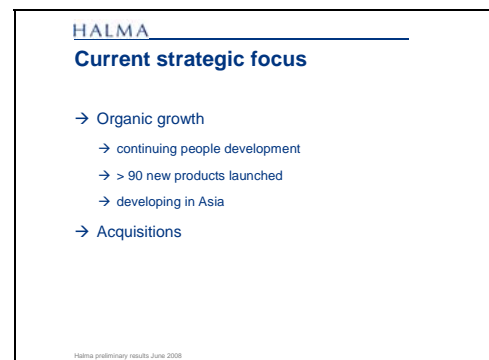 HALMA
Current strategic focus
→ Organic growth
→ continuing people development
→ > 90 new products launched
→ developing in Asia
→ Acquisitions
Halma preliminary results June 2008